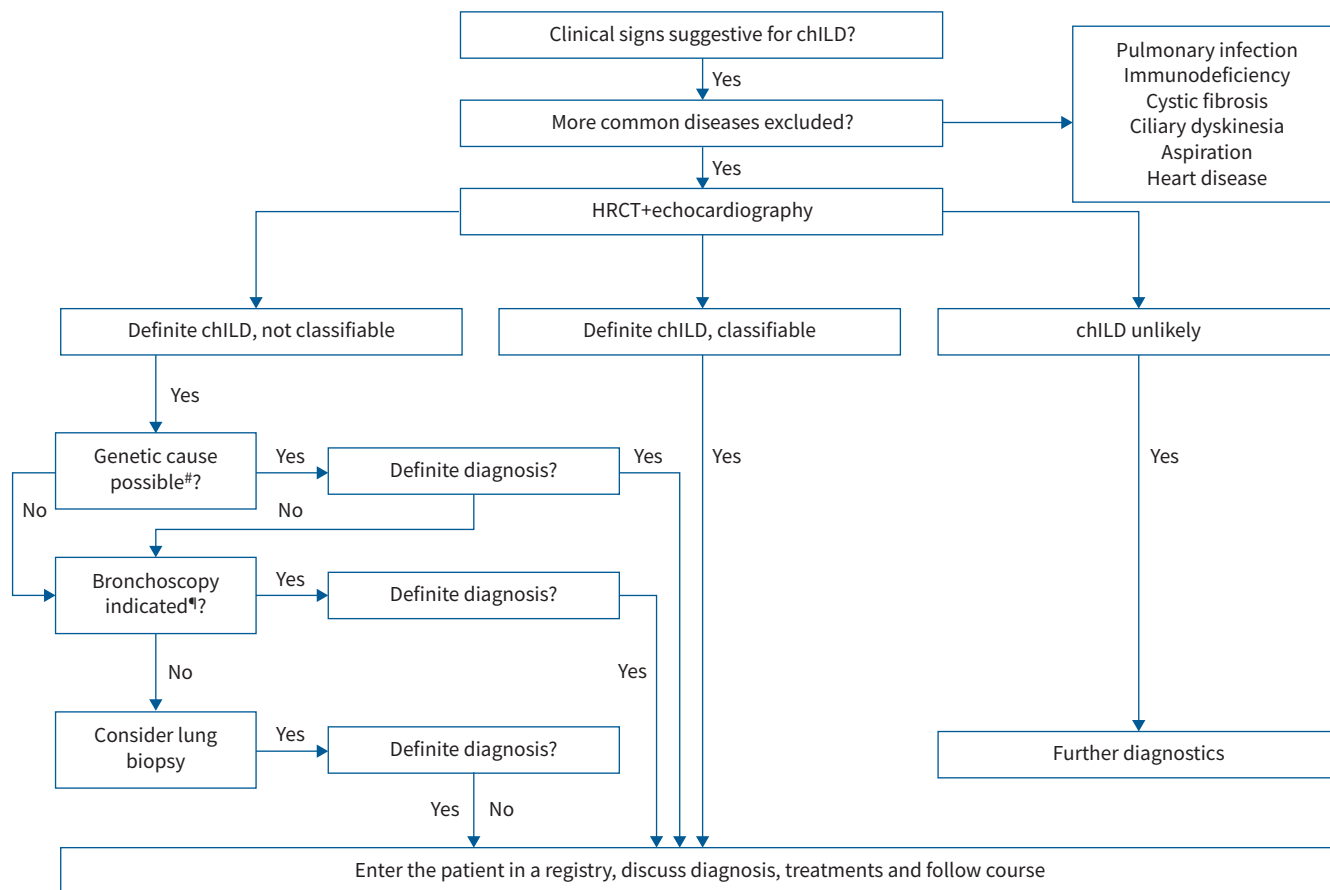 Clinical signs suggestive for chILD?
Yes
More common diseases excluded?
Pulmonary infection
Immunodeficiency
Cystic fibrosis
Ciliary dyskinesia
Aspiration
Heart disease
Yes
HRCT+echocardiography
Definite chILD, not classifiable
Definite chILD, classifiable
chILD unlikely
Yes
Genetic cause
possible#?
Yes
Definite diagnosis?
Yes
Yes
Yes
No
No
Bronchoscopy
indicated¶?
Yes
Definite diagnosis?
Yes
No
Consider lung
biopsy
Yes
Definite diagnosis?
Further diagnostics
Yes
No
Enter the patient in a registry, discuss diagnosis, treatments and follow course